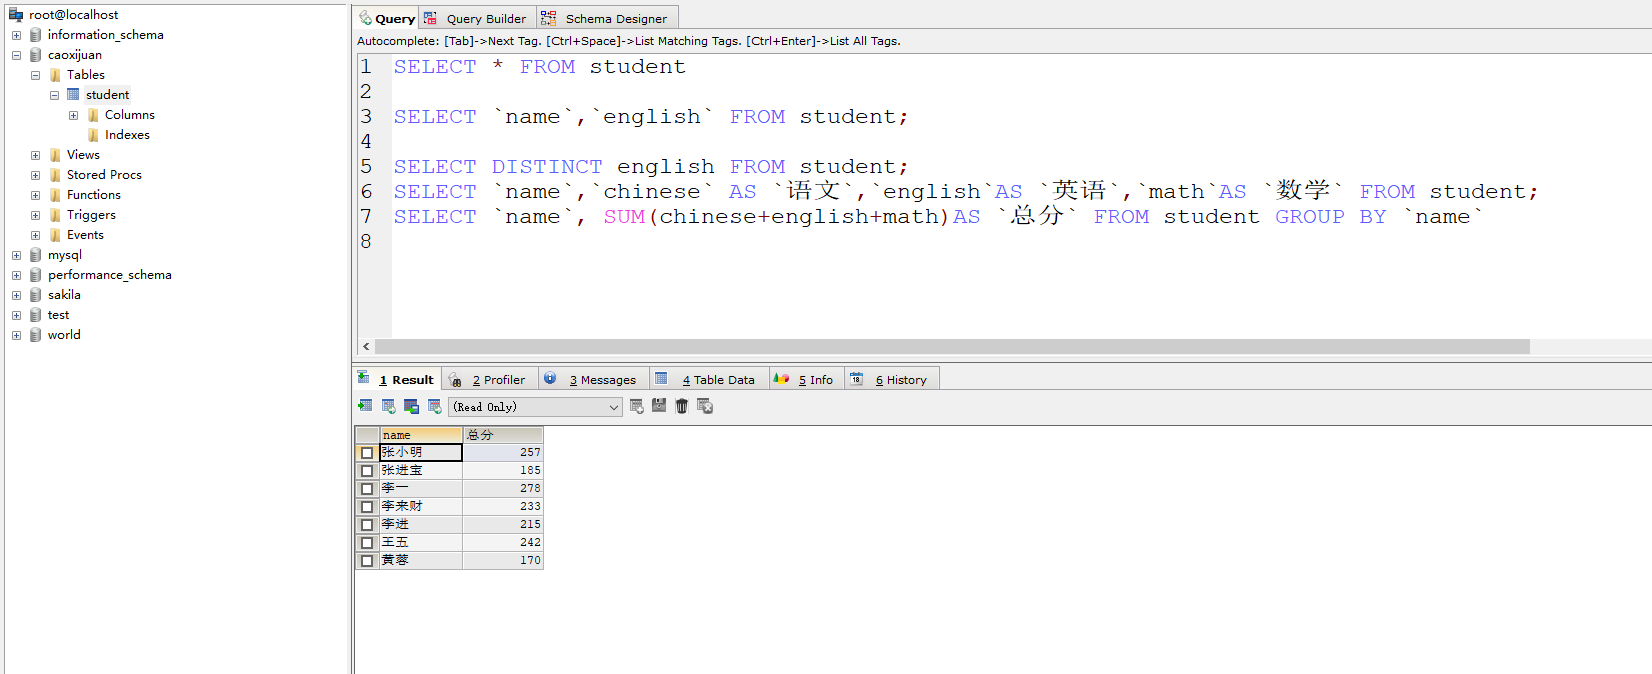 root@localhost
information_schema
caoxijuan
Tables
student
Columns
Indexes
Views
Stored Procs
Functions
Triggers
Events
mysql
performance_schema
sakila
test
world
Query Query Builder Schema Designer
Autocomplete: [Tab]->Next Tag. [Ctrl+Space]->List Matching Tags. [Ctrl+Enter]->List All Tags.
1 SELECT * FROM student
2
3 SELECT `name`,`english` FROM student;
4
5 SELECT DISTINCT english FROM student;
6 SELECT `name`,`chinese` AS `语文`,`english`AS `英语`,`math`AS `数学` FROM student;
7 SELECT `name`, SUM(chinese+english+math)AS `总分` FROM student GROUP BY `name`
8
1 Result 2 Profiler 3 Messages 4 Table Data 5 Info 6 History
(Read Only)
name 总分
张小明 257
张进宝 185
李一 278
李来财 233
李进 215
王五 242
黄蓉 170